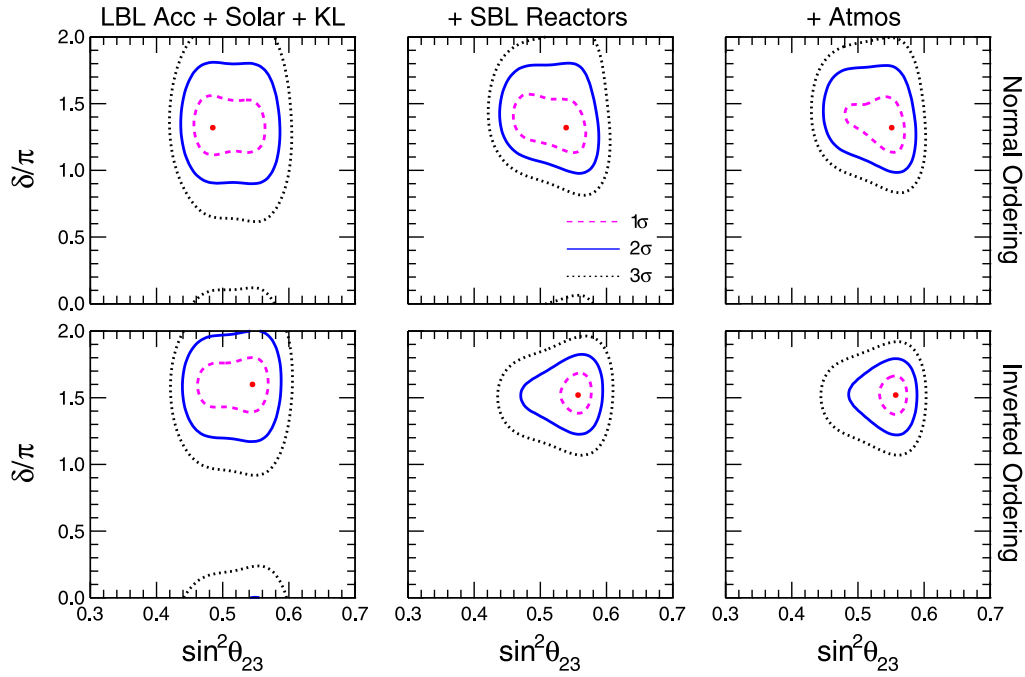 LBL Acc + Solar + KL
+ SBL Reactors
+ Atmos
2.0
1.5
1.0
0.5
0.0
δ/π
1σ
2σ
3σ
Normal Ordering
2.0
1.5
1.0
0.5
0.0
δ/π
Inverted Ordering
0.3 0.4 0.5 0.6 0.7
0.3 0.4 0.5 0.6 0.7
0.3 0.4 0.5 0.6 0.7
sin²θ₂₃
sin²θ₂₃
sin²θ₂₃